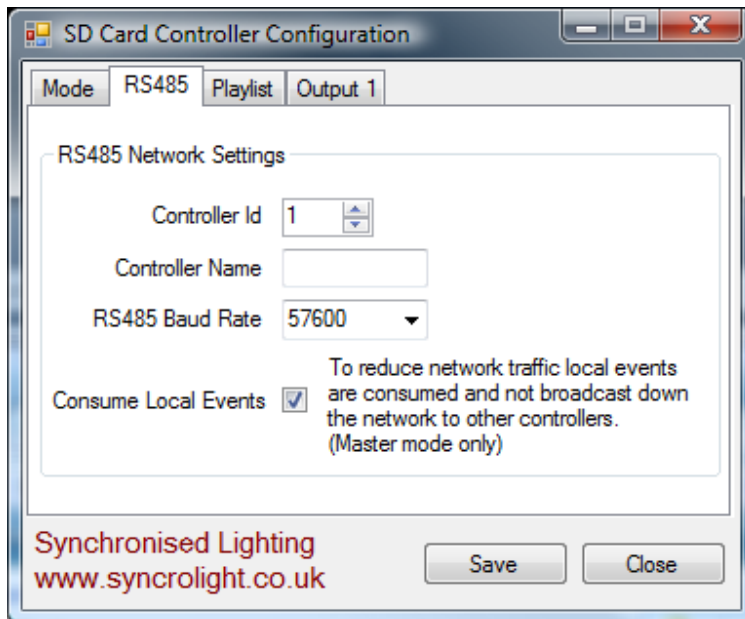 SD Card Controller Configuration
Mode RS485 Playlist Output 1
RS485 Network Settings
Controller Id 1
Controller Name
RS485 Baud Rate 57600
Consume Local Events
To reduce network traffic local events
are consumed and not broadcast down
the network to other controllers.
(Master mode only)
Synchronised Lighting
www.syncrolight.co.uk
Save Close